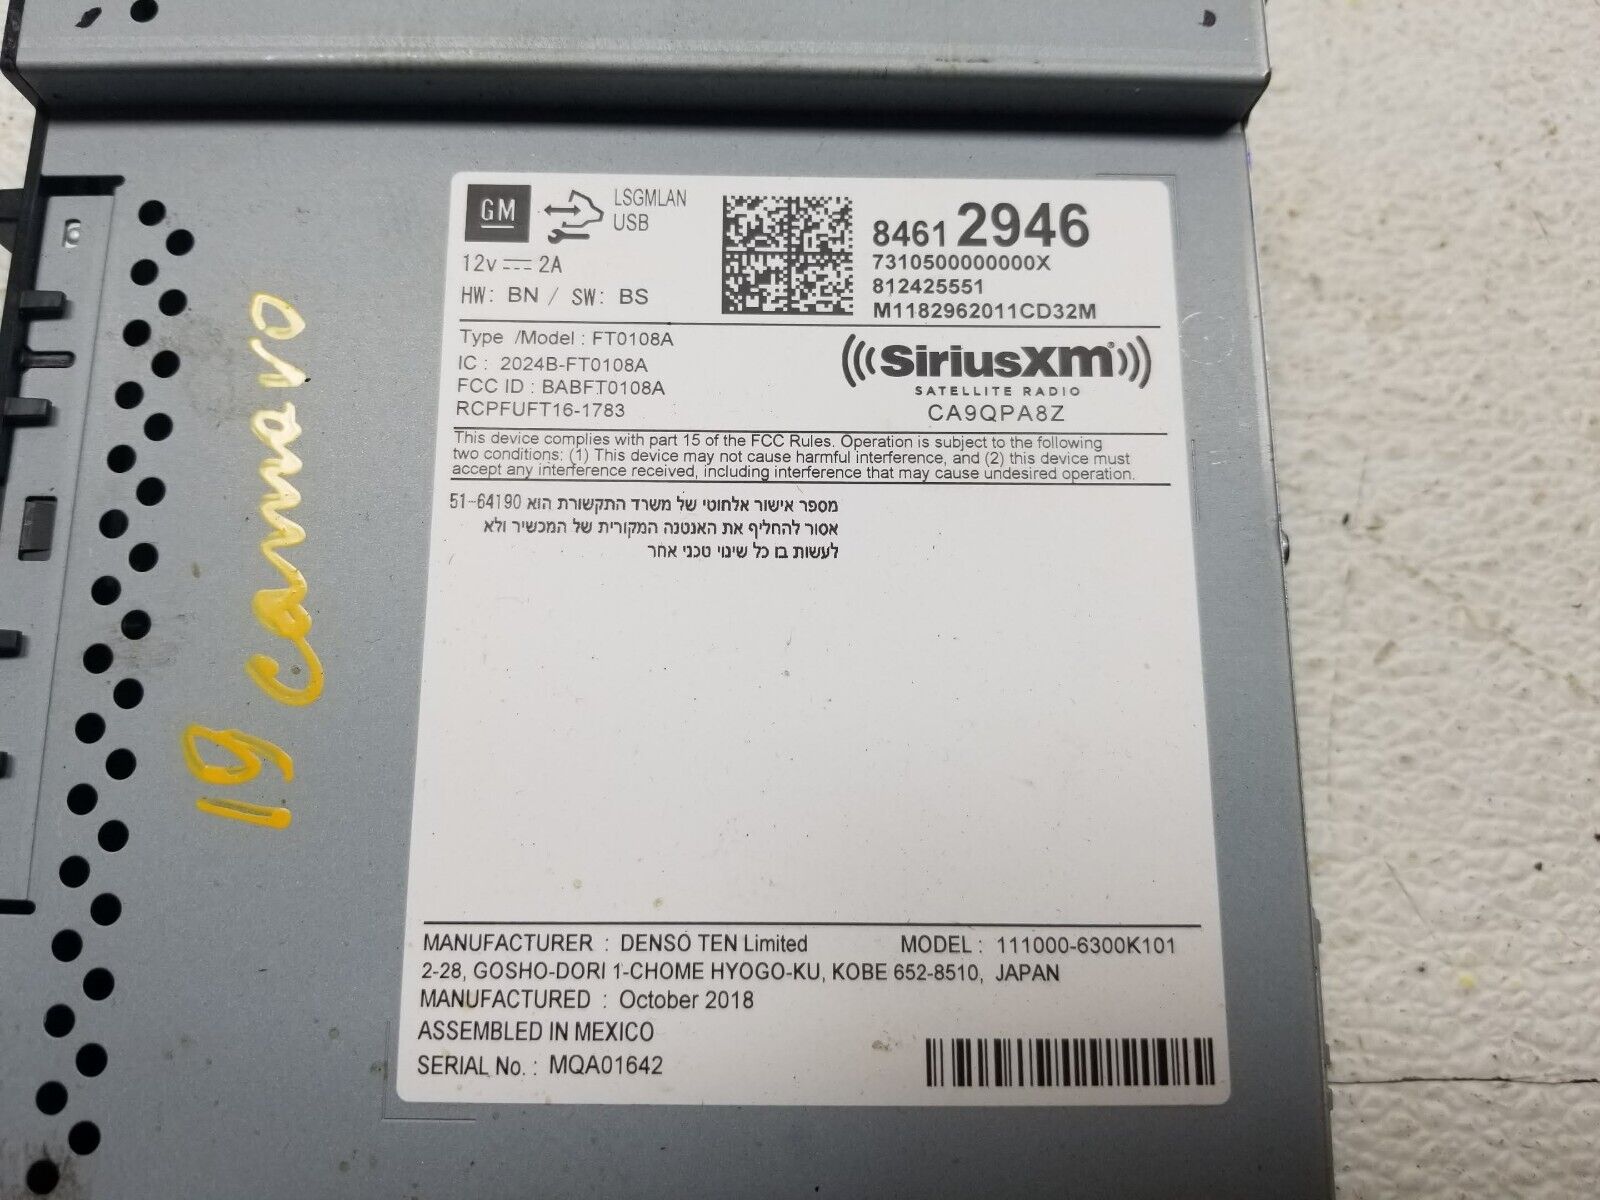 GM
LSGMLAN
USB
12v 2A
HW: BN / SW: BS
84612946
7310500000000X
812425551
M1182962011CD32M
Type /Model : FT0108A
IC : 2024B-FT0108A
FCC ID : BABFT0108A
RCPFUFT16-1783
((( SiriusXm )))
SATELLITE RADIO
CA9QPA8Z
This device complies with part 15 of the FCC Rules. Operation is subject to the following
two conditions: (1) This device may not cause harmful interference, and (2) this device must
accept any interference received, including interference that may cause undesired operation.
מספר אישור אלחוטי של משרד התקשורת הוא 51-64190
אסור להחליף את האנטנה המקורית של המכשיר ולא
לעשות בו כל שינוי טכני אחר
MANUFACTURER : DENSO TEN Limited
MODEL : 111000-6300K101
2-28, GOSHO-DORI 1-CHOME HYOGO-KU, KOBE 652-8510, JAPAN
MANUFACTURED : October 2018
ASSEMBLED IN MEXICO
SERIAL No. : MQA01642
19 camaro